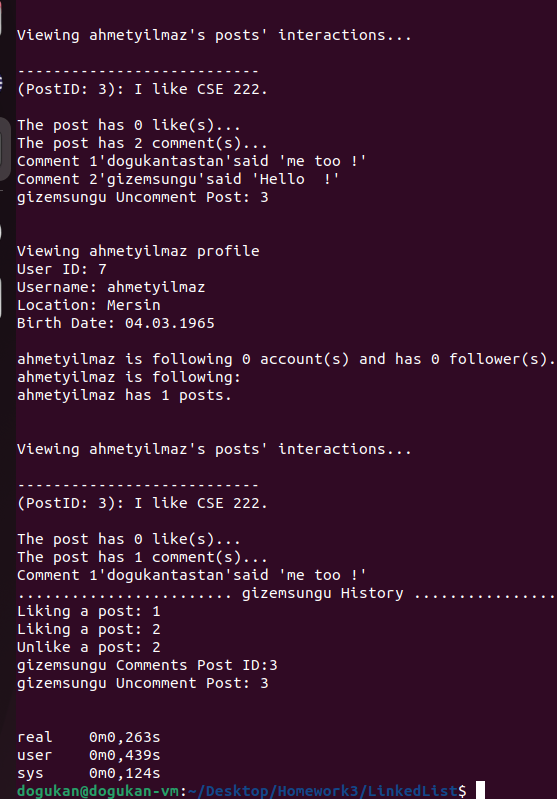 Viewing ahmetyilmaz's posts' interactions...
---------------------------
(PostID: 3): I like CSE 222.
The post has 0 like(s)...
The post has 2 comment(s)...
Comment 1'dogukantastan'said 'me too !'
Comment 2'gizemsungu'said 'Hello  !'
gizemsungu Uncomment Post: 3
Viewing ahmetyilmaz profile
User ID: 7
Username: ahmetyilmaz
Location: Mersin
Birth Date: 04.03.1965
ahmetyilmaz is following 0 account(s) and has 0 follower(s).
ahmetyilmaz is following:
ahmetyilmaz has 1 posts.
Viewing ahmetyilmaz's posts' interactions...
---------------------------
(PostID: 3): I like CSE 222.
The post has 0 like(s)...
The post has 1 comment(s)...
Comment 1'dogukantastan'said 'me too !'
........................ gizemsungu History ................
Liking a post: 1
Liking a post: 2
Unlike a post: 2
gizemsungu Comments Post ID:3
gizemsungu Uncomment Post: 3
real    0m0,263s
user    0m0,439s
sys     0m0,124s
dogukan@dogukan-vm:~/Desktop/Homework3/LinkedList$